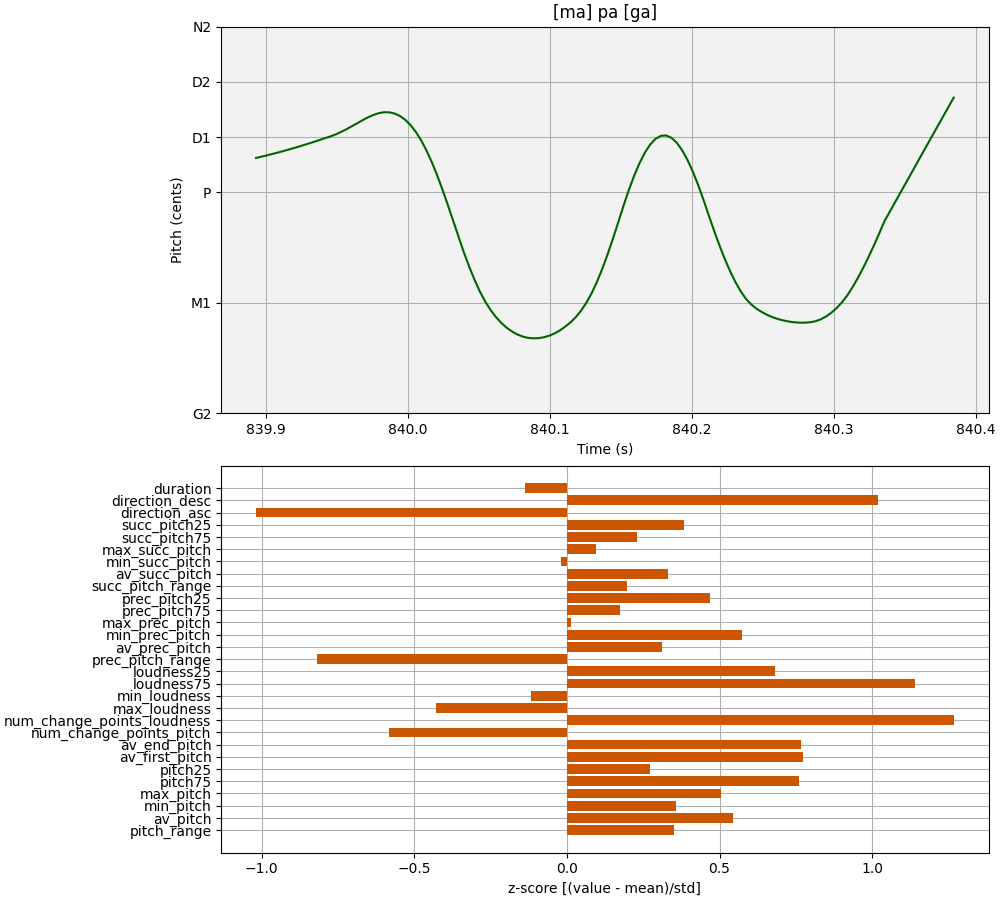 [ma] pa [ga]
N2
D2
D1
P
M1
G2
Pitch (cents)
839.9 840.0 840.1 840.2 840.3 840.4
Time (s)
duration
direction_desc
direction_asc
succ_pitch25
succ_pitch75
max_succ_pitch
min_succ_pitch
av_succ_pitch
succ_pitch_range
prec_pitch25
prec_pitch75
max_prec_pitch
min_prec_pitch
av_prec_pitch
prec_pitch_range
loudness25
loudness75
min_loudness
max_loudness
num_change_points_loudness
num_change_points_pitch
av_end_pitch
av_first_pitch
pitch25
pitch75
max_pitch
min_pitch
av_pitch
pitch_range
−1.0 −0.5 0.0 0.5 1.0
z-score [(value - mean)/std]